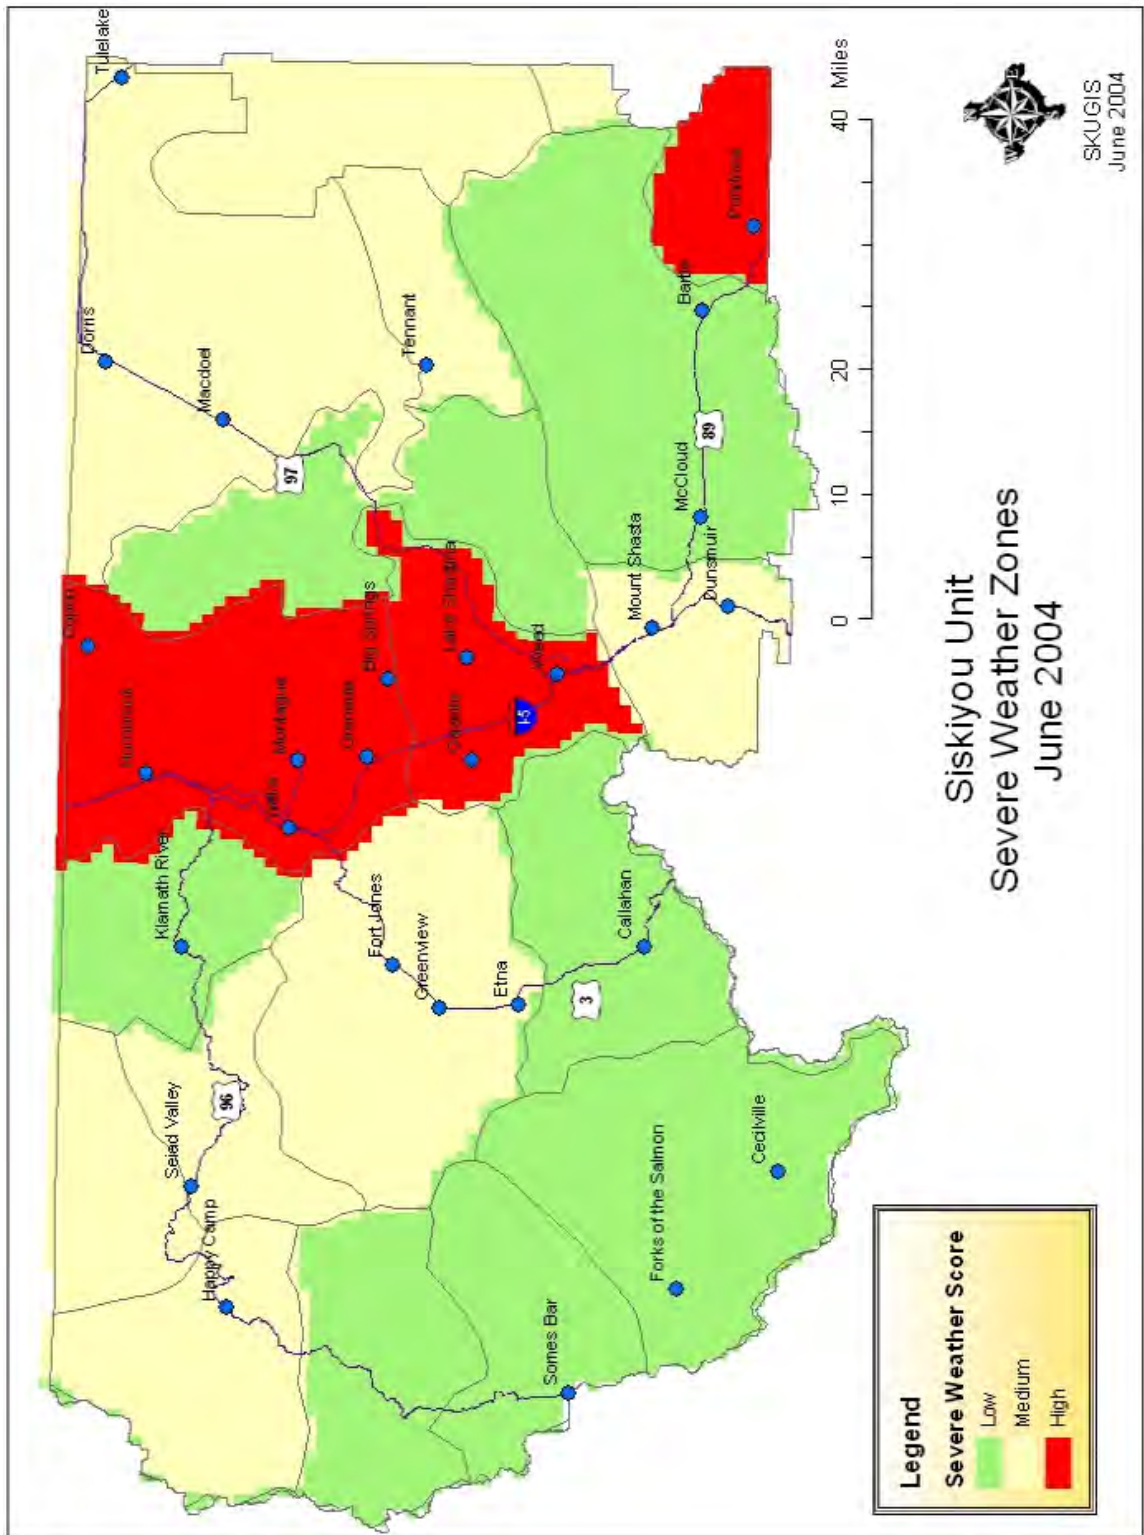 Tulelake
Dorris
Macdoel
Tennant
97
Copco
Hornbrook
Montague
Yreka
Grenada
Big Springs
Lake Shastina
Gazelle
Weed
I-5
Klamath River
Fort Jones
Greenview
Etna
Callahan
3
Seiad Valley
96
Happy Camp
Somes Bar
Forks of the Salmon
Cecilville
Mount Shasta
Dunsmuir
McCloud
89
Bartle
Pondosa
0 10 20 40 Miles
N
E
S
W
SKUGIS
June 2004
Siskiyou Unit
Severe Weather Zones
June 2004
Legend
Severe Weather Score
Low
Medium
High